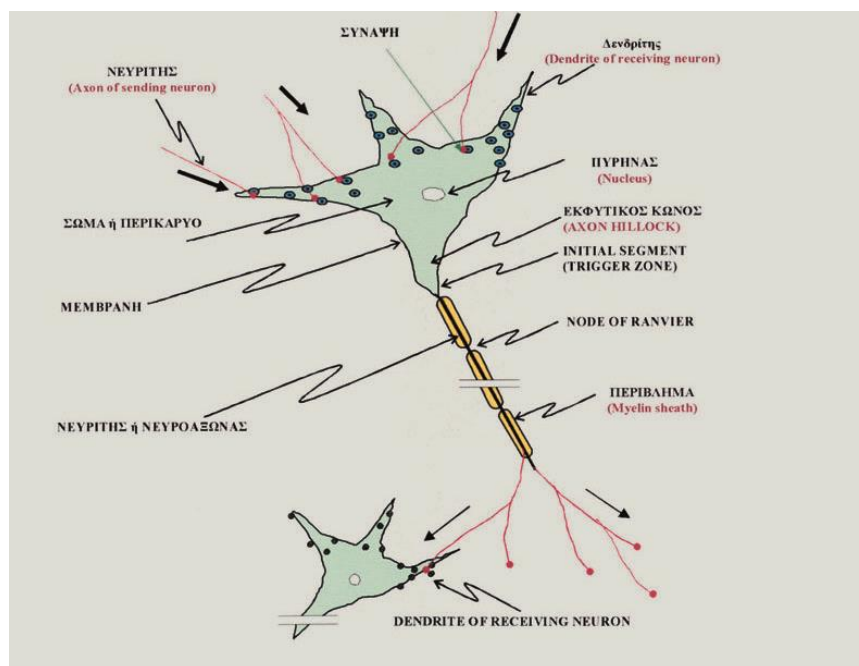 ΣΥΝΑΨΗ
Δενδρίτης
(Dendrite of receiving neuron)
ΝΕΥΡΙΤΗΣ
(Axon of sending neuron)
ΠΥΡΗΝΑΣ
(Nucleus)
ΣΩΜΑ ή ΠΕΡΙΚΑΡΥΟ
ΕΚΦΥΤΙΚΟΣ ΚΩΝΟΣ
(AXON HILLOCK)
INITIAL SEGMENT
(TRIGGER ZONE)
ΜΕΜΒΡΑΝΗ
NODE OF RANVIER
ΠΕΡΙΒΛΗΜΑ
(Myelin sheath)
ΝΕΥΡΙΤΗΣ ή ΝΕΥΡΟΑΞΩΝΑΣ
DENDRITE OF RECEIVING NEURON